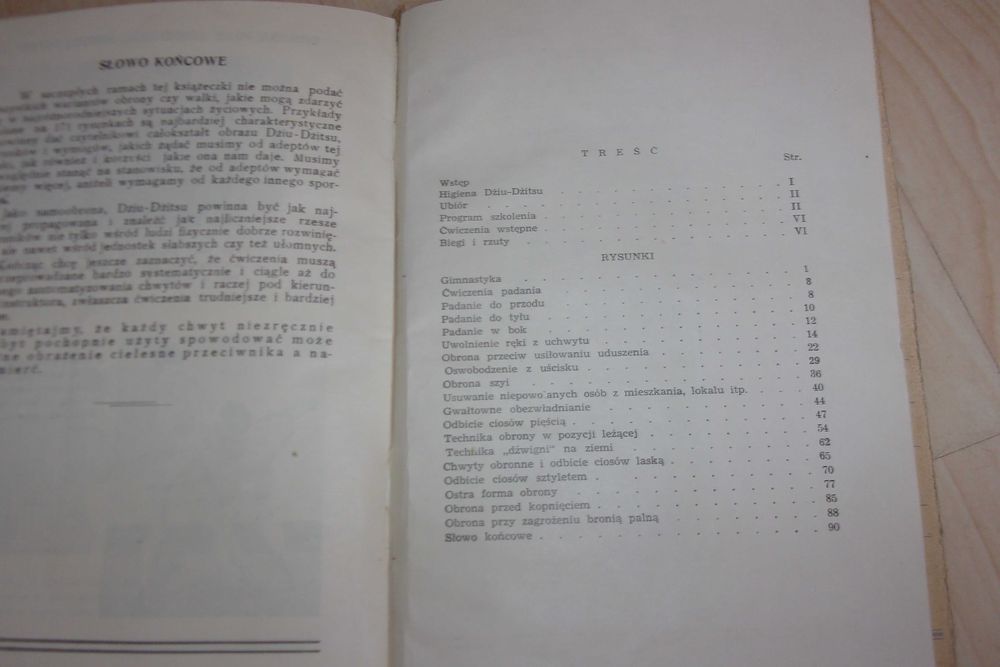 SŁOWO KOŃCOWE
W szczupłych ramach tej książeczki nie można podać
wariantów obrony czy walki, jakie mogą zdarzyć
w najróżnorodniejszych sytuacjach życiowych. Przykłady
na 171 rysunkach są najbardziej charakterystyczne
dać czytelnikowi całokształt obrazu Dżiu-Dżitsu,
i wymogów, jakich żądać musimy od adeptów tej
jak również i korzyści jakie ona nam daje. Musimy
stanąć na stanowisku, że od adeptów wymagać
więcej, aniżeli wymagamy od każdego innego spor-
Jako samoobrona, Dżiu-Dżitsu powinna być jak naj-
propagowana i znaleźć jak najliczniejsze rzesze
nie tylko wśród ludzi fizycznie dobrze rozwinię-
ale nawet wśród jednostek słabszych czy też ułomnych.
Kończąc chcę jeszcze zaznaczyć, że ćwiczenia muszą
przeprowadzane bardzo systematycznie i ciągle aż do
zautomatyzowania chwytów i raczej pod kierun-
instruktora, zwłaszcza ćwiczenia trudniejsze i bardziej
że każdy chwyt niezręcznie
pochopnie użyty spowodować może
obrażenie cielesne przeciwnika a na-
TREŚĆ
Str.
Wstęp I
Higiena Dżiu-Dżitsu II
Ubiór II
Program szkolenia VI
Ćwiczenia wstępne VI
Biegi i rzuty
RYSUNKI
Gimnastyka 1
Ćwiczenia padania 8
Padanie do przodu 8
Padanie do tyłu 10
Padanie w bok 12
Uwolnienie ręki z uchwytu 14
Obrona przeciw usiłowaniu uduszenia 22
Oswobodzenie z uścisku 29
Obrona szyi 36
Usuwanie niepowołanych osób z mieszkania, lokalu itp. 40
Gwałtowne obezwładnianie 44
Odbicie ciosów pięścią 47
Technika obrony w pozycji leżącej 54
Technika „dźwigni" na ziemi 62
Chwyty obronne i odbicie ciosów laską 65
Odbicie ciosów sztyletem 70
Ostra forma obrony 77
Obrona przed kopnięciem 85
Obrona przy zagrożeniu bronią palną 88
Słowo końcowe 90